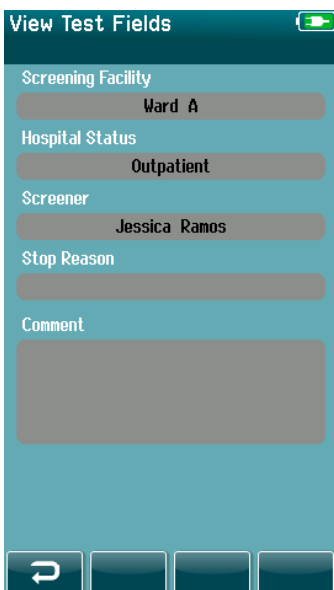 View Test Fields
Screening Facility
Ward A
Hospital Status
Outpatient
Screener
Jessica Ramos
Stop Reason
Comment